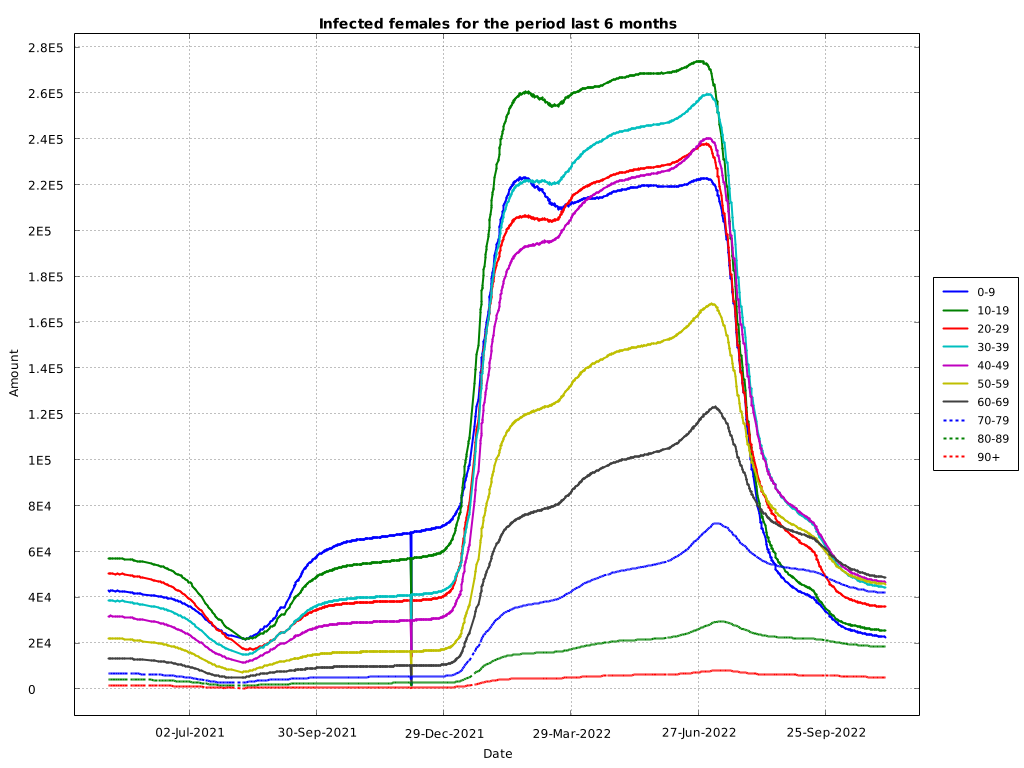 Infected females for the period last 6 months
2.8E5
2.6E5
2.4E5
2.2E5
2E5
1.8E5
1.6E5
1.4E5
1.2E5
1E5
8E4
6E4
4E4
2E4
0
Amount
02-Jul-2021
30-Sep-2021
29-Dec-2021
29-Mar-2022
27-Jun-2022
25-Sep-2022
Date
0-9
10-19
20-29
30-39
40-49
50-59
60-69
70-79
80-89
90+